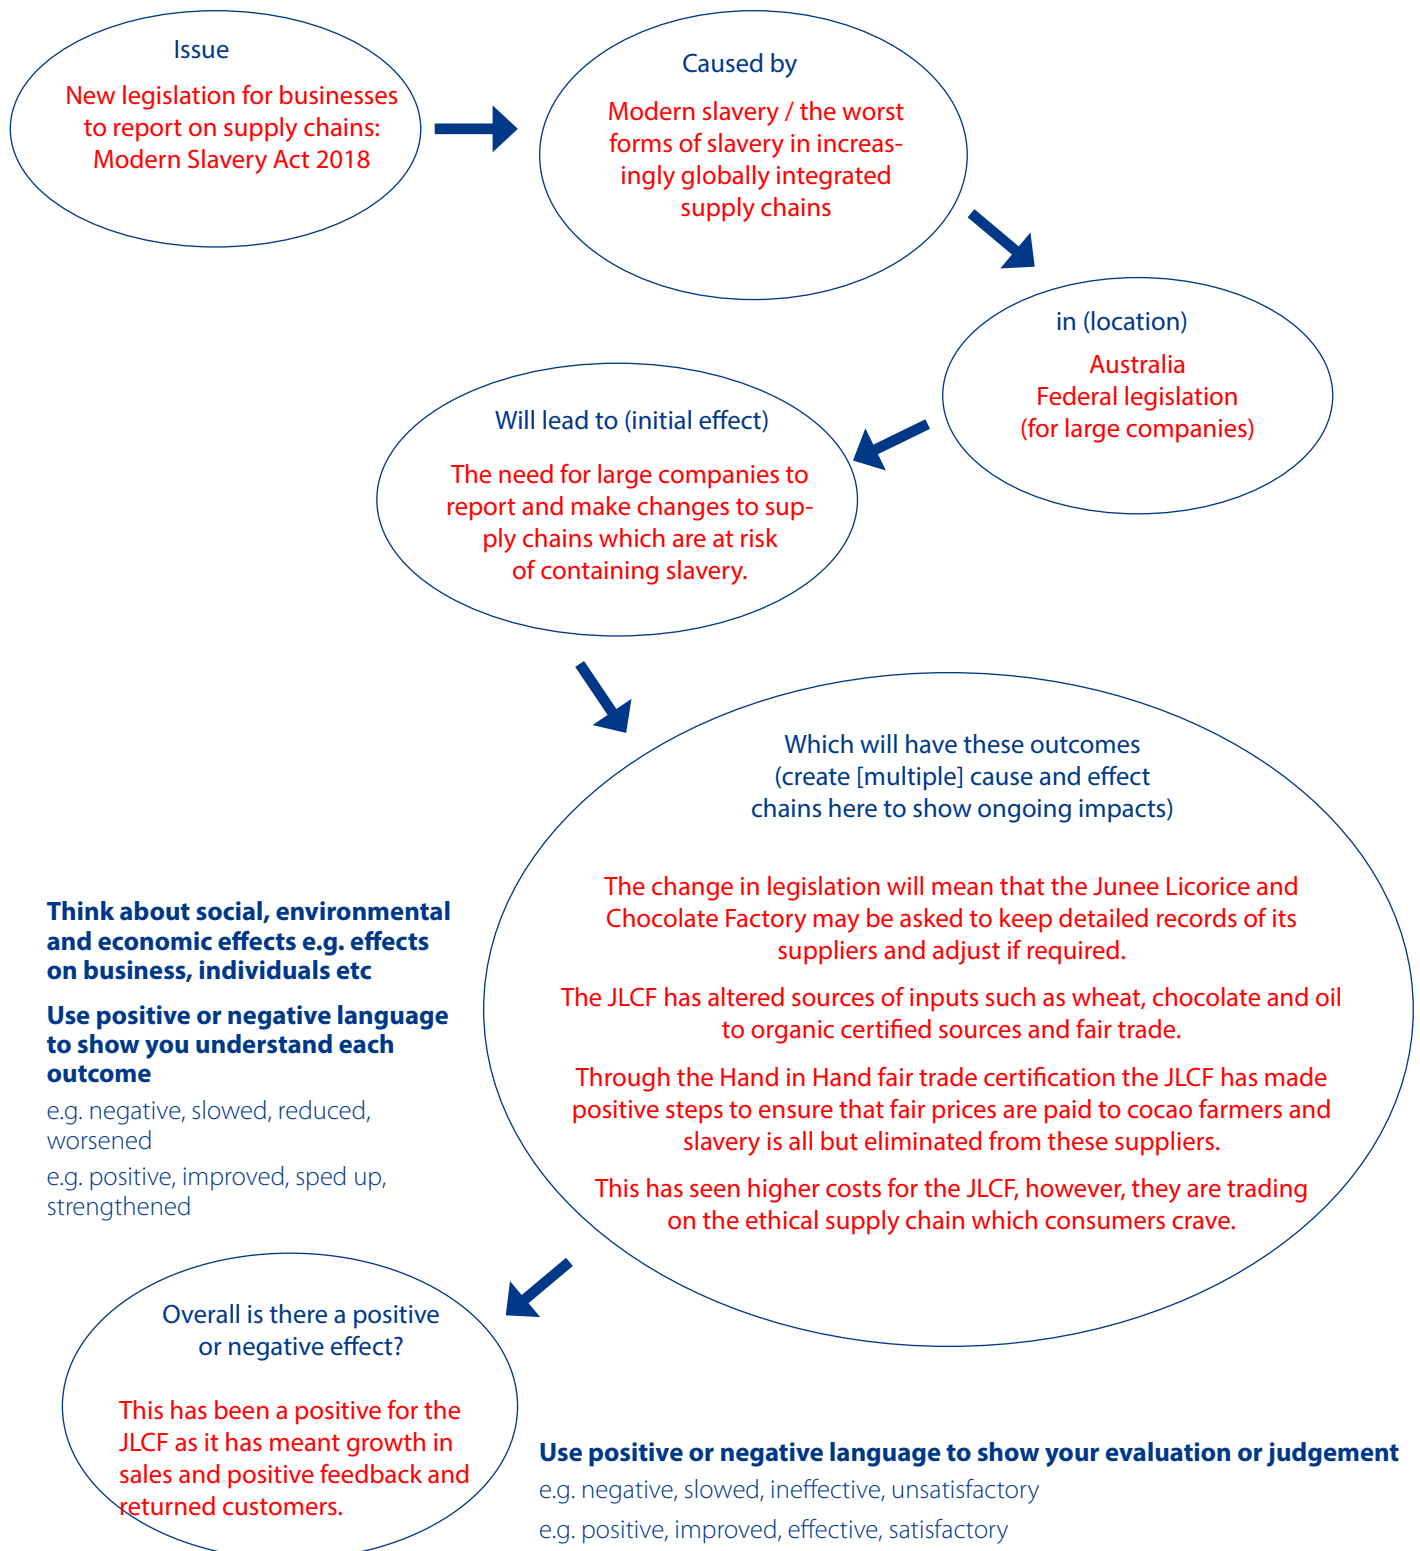 Issue
New legislation for businesses
to report on supply chains:
Modern Slavery Act 2018
Caused by
Modern slavery / the worst
forms of slavery in increas-
ingly globally integrated
supply chains
in (location)
Australia
Federal legislation
(for large companies)
Will lead to (initial effect)
The need for large companies to
report and make changes to sup-
ply chains which are at risk
of containing slavery.
Which will have these outcomes
(create [multiple] cause and effect
chains here to show ongoing impacts)
The change in legislation will mean that the Junee Licorice and
Chocolate Factory may be asked to keep detailed records of its
suppliers and adjust if required.
The JLCF has altered sources of inputs such as wheat, chocolate and oil
to organic certified sources and fair trade.
Through the Hand in Hand fair trade certification the JLCF has made
positive steps to ensure that fair prices are paid to cocao farmers and
slavery is all but eliminated from these suppliers.
This has seen higher costs for the JLCF, however, they are trading
on the ethical supply chain which consumers crave.
Think about social, environmental
and economic effects e.g. effects
on business, individuals etc
Use positive or negative language
to show you understand each
outcome
e.g. negative, slowed, reduced,
worsened
e.g. positive, improved, sped up,
strengthened
Overall is there a positive
or negative effect?
This has been a positive for the
JLCF as it has meant growth in
sales and positive feedback and
returned customers.
Use positive or negative language to show your evaluation or judgement
e.g. negative, slowed, ineffective, unsatisfactory
e.g. positive, improved, effective, satisfactory